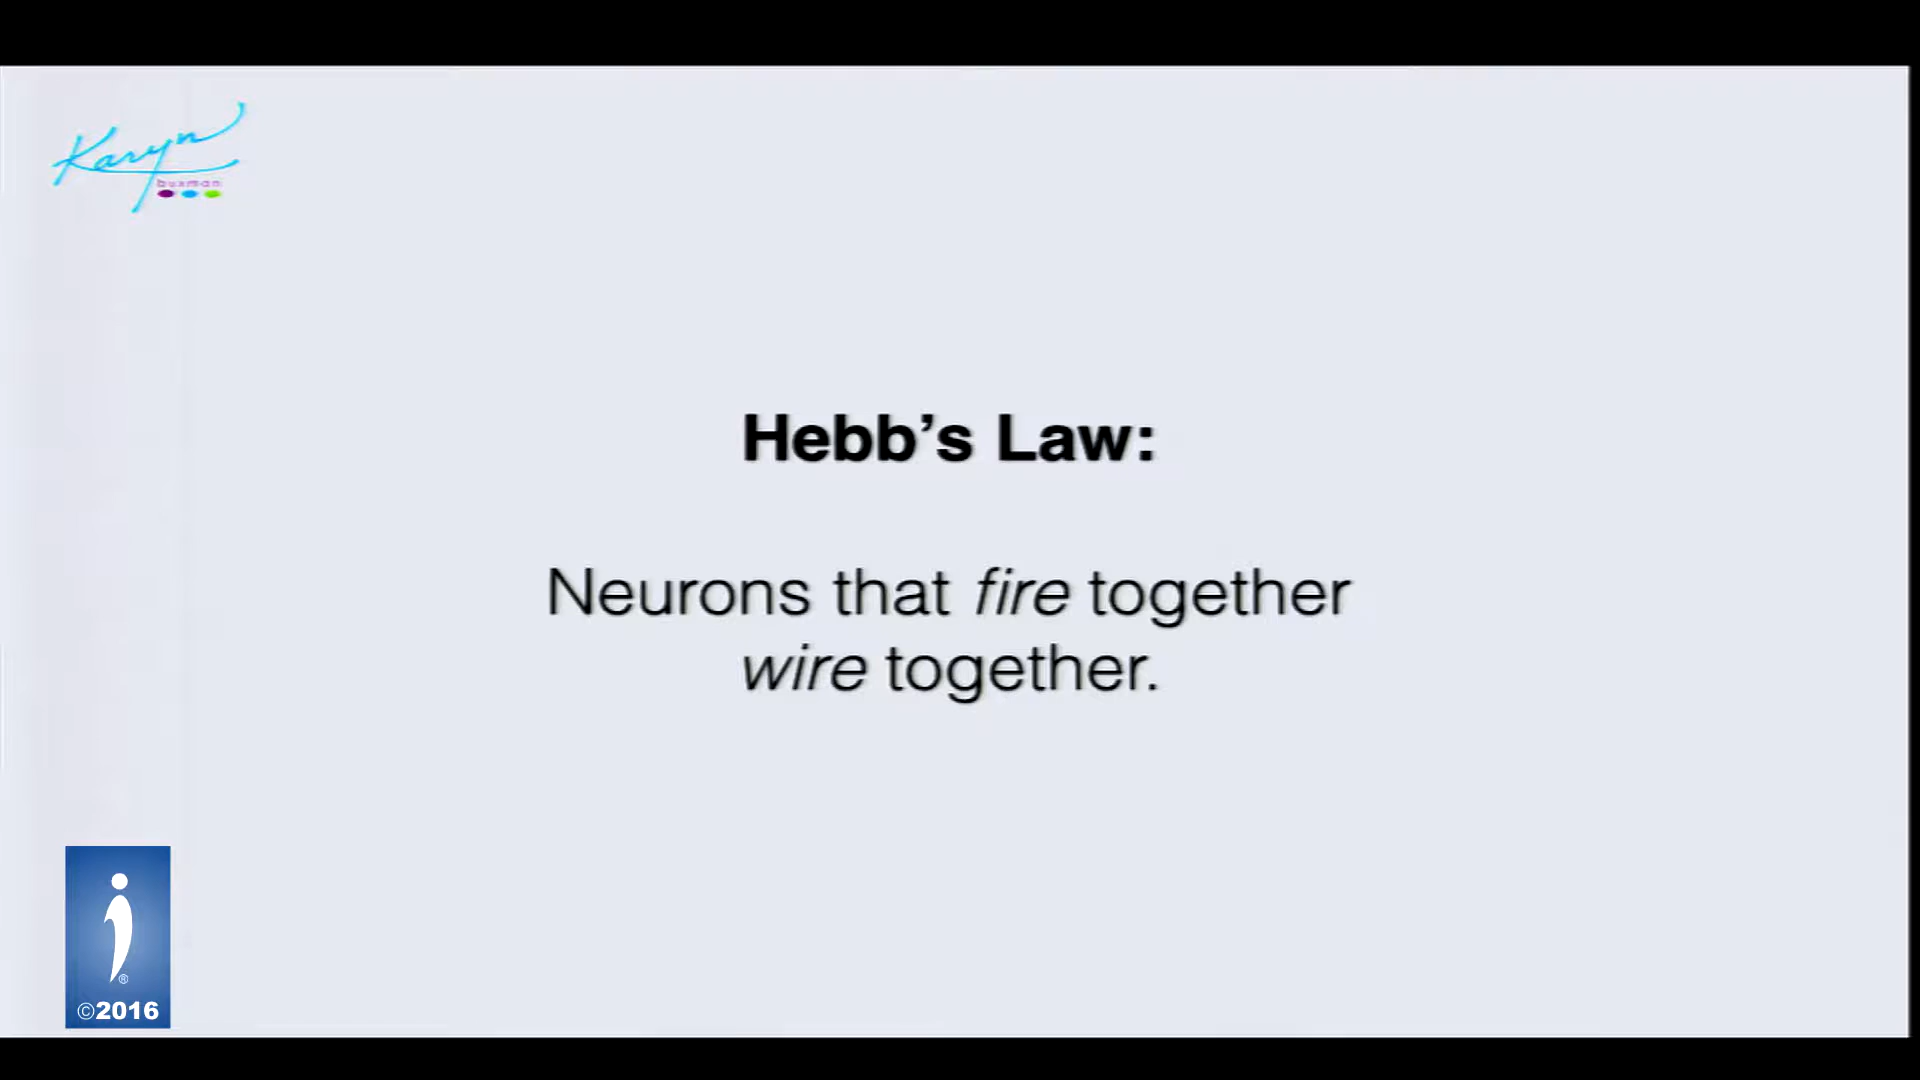 Karyn
buxman
Hebb's Law:
Neurons that fire together
wire together.
®
©2016